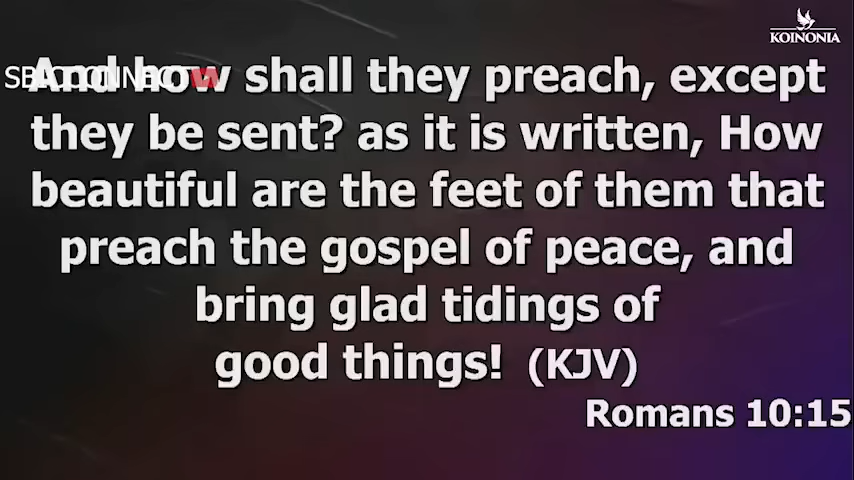 KOINONIA
And how shall they preach, except
they be sent? as it is written, How
beautiful are the feet of them that
preach the gospel of peace, and
bring glad tidings of
good things! (KJV)
Romans 10:15